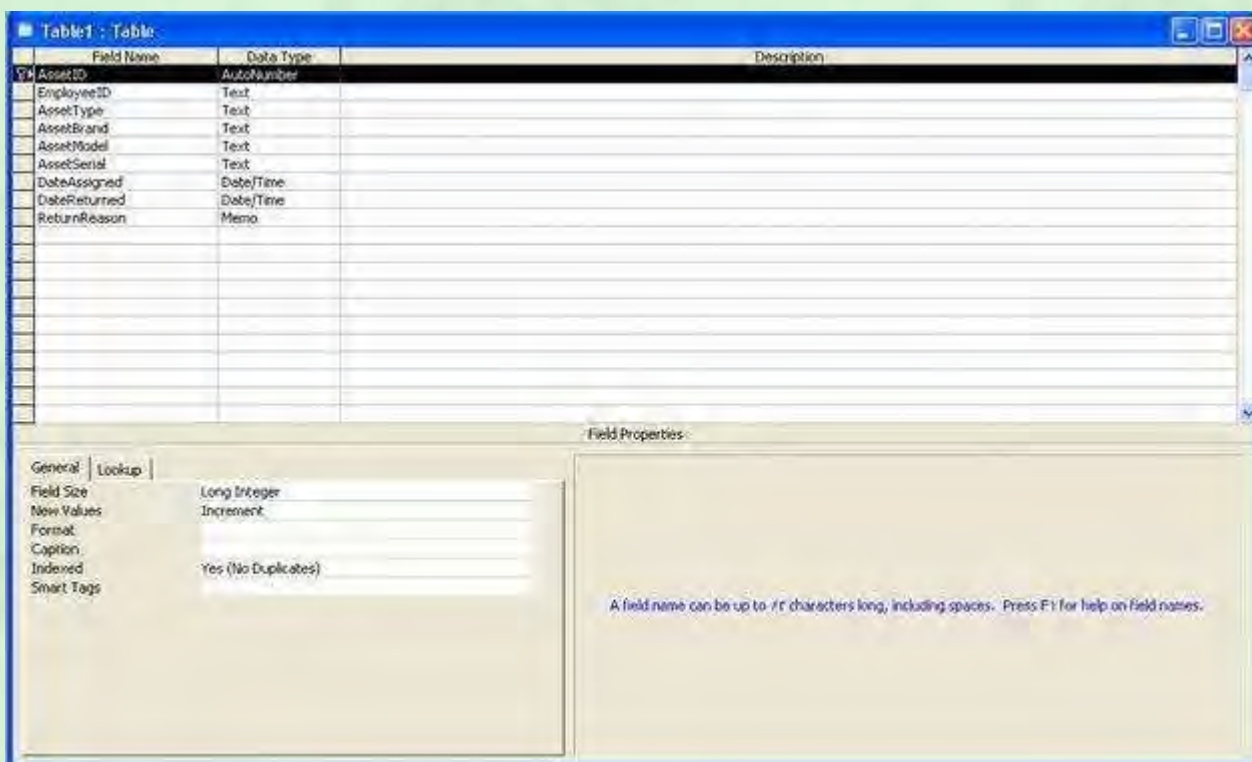 Table1 : Table
Field Name Data Type Description
AssetID AutoNumber
EmployeeID Text
AssetType Text
AssetBrand Text
AssetModel Text
AssetSerial Text
DateAssigned Date/Time
DateReturned Date/Time
ReturnReason Memo
Field Properties
General Lookup
Field Size Long Integer
New Values Increment
Format
Caption
Indexed Yes (No Duplicates)
Smart Tags
A field name can be up to characters long, including spaces. Press F1 for help on field names.